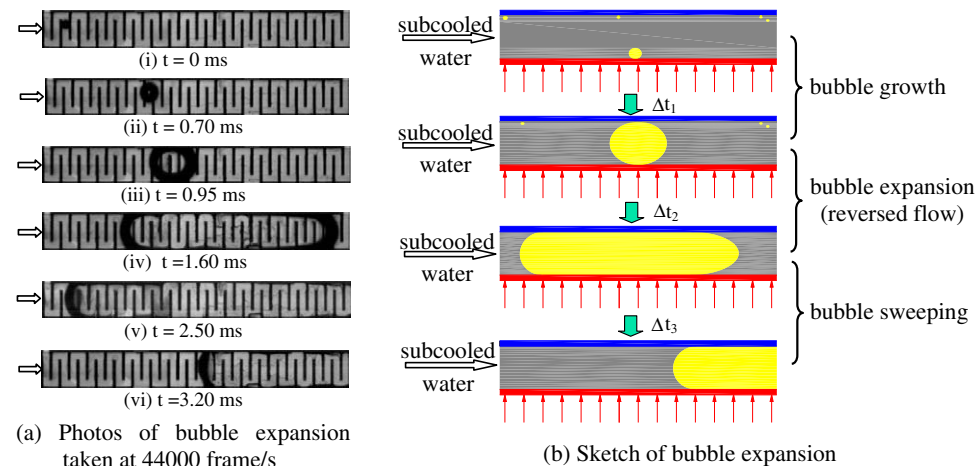 (i) t = 0 ms
(ii) t = 0.70 ms
(iii) t = 0.95 ms
(iv) t =1.60 ms
(v) t = 2.50 ms
(vi) t =3.20 ms
(a) Photos of bubble expansion
taken at 44000 frame/s
subcooled
water
Δt1
subcooled
water
Δt2
subcooled
water
Δt3
subcooled
water
bubble growth
bubble expansion
(reversed flow)
bubble sweeping
(b) Sketch of bubble expansion